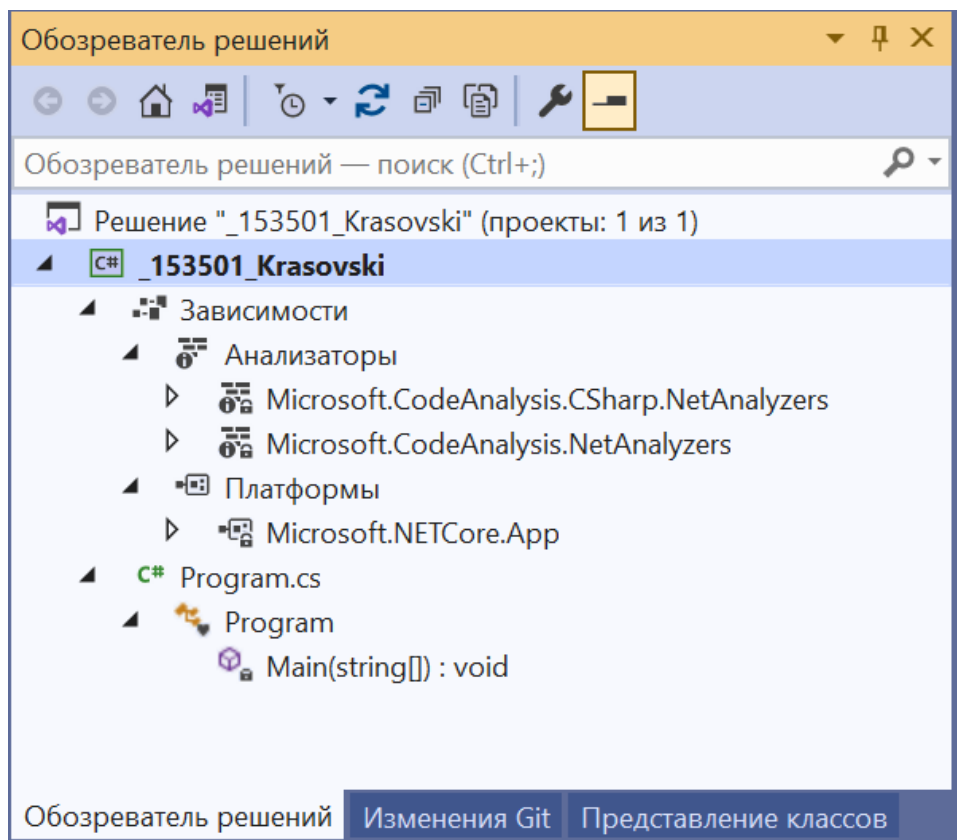 Обозреватель решений
Обозреватель решений — поиск (Ctrl+;)
Решение "_153501_Krasovski" (проекты: 1 из 1)
C# _153501_Krasovski
Зависимости
Анализаторы
Microsoft.CodeAnalysis.CSharp.NetAnalyzers
Microsoft.CodeAnalysis.NetAnalyzers
Платформы
Microsoft.NETCore.App
C# Program.cs
Program
Main(string[]) : void
Обозреватель решений Изменения Git Представление классов